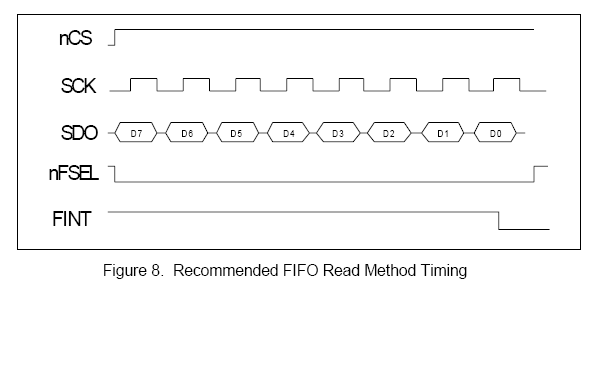 nCS
SCK
SDO D7 D6 D5 D4 D3 D2 D1 D0
nFSEL
FINT
Figure 8. Recommended FIFO Read Method Timing